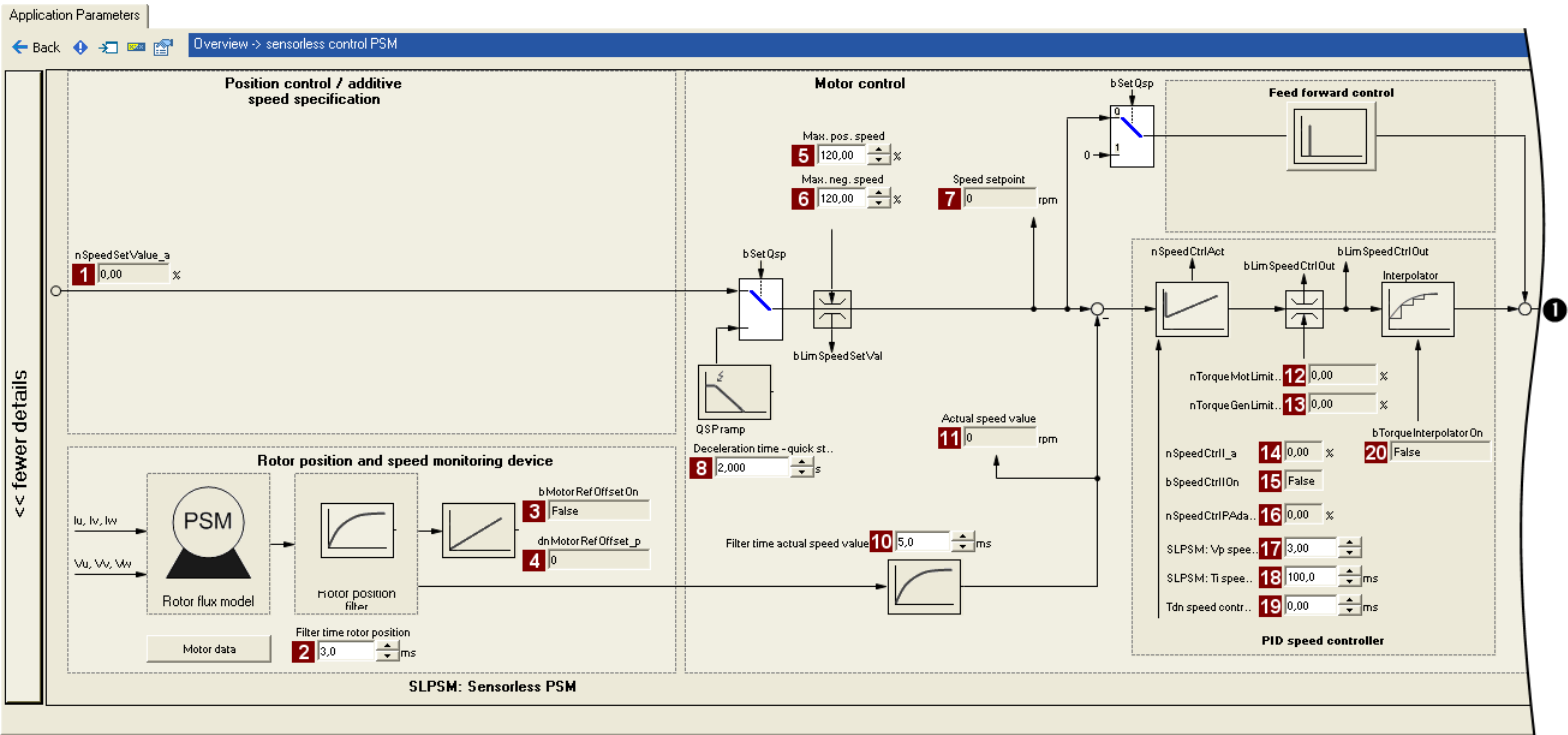 Application Parameters
Back
Overview -> sensorless control PSM
<< fewer details
Position control / additive
speed specification
nSpeedSetValue_a
1 0,00 %
Rotor position and speed monitoring device
Iu, Iv, Iw
Vu, Vv, Vw
PSM
Rotor flux model
Rotor position
filter
bMotorRefOffsetOn
3 False
dnMotorRefOffset_p
4 0
Motor data
Filter time rotor position
2 3,0 ms
SLPSM: Sensorless PSM
Motor control
Max. pos. speed
5 120,00 %
Max. neg. speed
6 120,00 %
Speed setpoint
7 0 rpm
bSetQsp
bLimSpeedSetVal
QSP ramp
Deceleration time - quick st..
8 2,000 s
Actual speed value
11 0 rpm
Filter time actual speed value 10 5,0 ms
bSetQsp
0
0 1
Feed forward control
nSpeedCtrlAct
bLimSpeedCtrlOut
bLimSpeedCtrlOut
Interpolator
1
nTorqueMotLimit.. 12 0,00 %
nTorqueGenLimit.. 13 0,00 %
bTorqueInterpolatorOn
20 False
nSpeedCtrlI_a 14 0,00 %
bSpeedCtrlIOn 15 False
nSpeedCtrlPAda.. 16 0,00 %
SLPSM: Vp spee.. 17 3,00
SLPSM: Ti spee.. 18 100,0 ms
Tdn speed contr.. 19 0,00 ms
PID speed controller